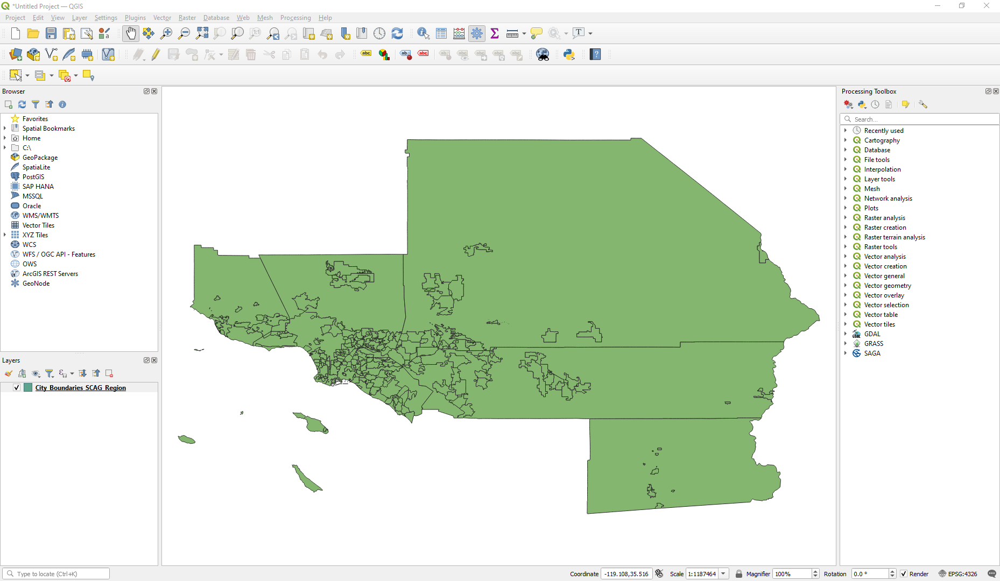 *Untitled Project — QGIS
Project Edit View Layer Settings Plugins Vector Raster Database Web Mesh Processing Help
Browser
Favorites
Spatial Bookmarks
Home
C:\
GeoPackage
SpatiaLite
PostGIS
SAP HANA
MSSQL
Oracle
WMS/WMTS
Vector Tiles
XYZ Tiles
WCS
WFS / OGC API - Features
OWS
ArcGIS REST Servers
GeoNode
Layers
City_Boundaries_SCAG_Region
Processing Toolbox
Search...
Recently used
Cartography
Database
File tools
Interpolation
Layer tools
Mesh
Network analysis
Plots
Raster analysis
Raster creation
Raster terrain analysis
Raster tools
Vector analysis
Vector creation
Vector general
Vector geometry
Vector overlay
Vector selection
Vector table
Vector tiles
GDAL
GRASS
SAGA
Type to locate (Ctrl+K)
Coordinate -119.108,35.516 Scale 1:1187464 Magnifier 100% Rotation 0.0 ° Render EPSG:4326